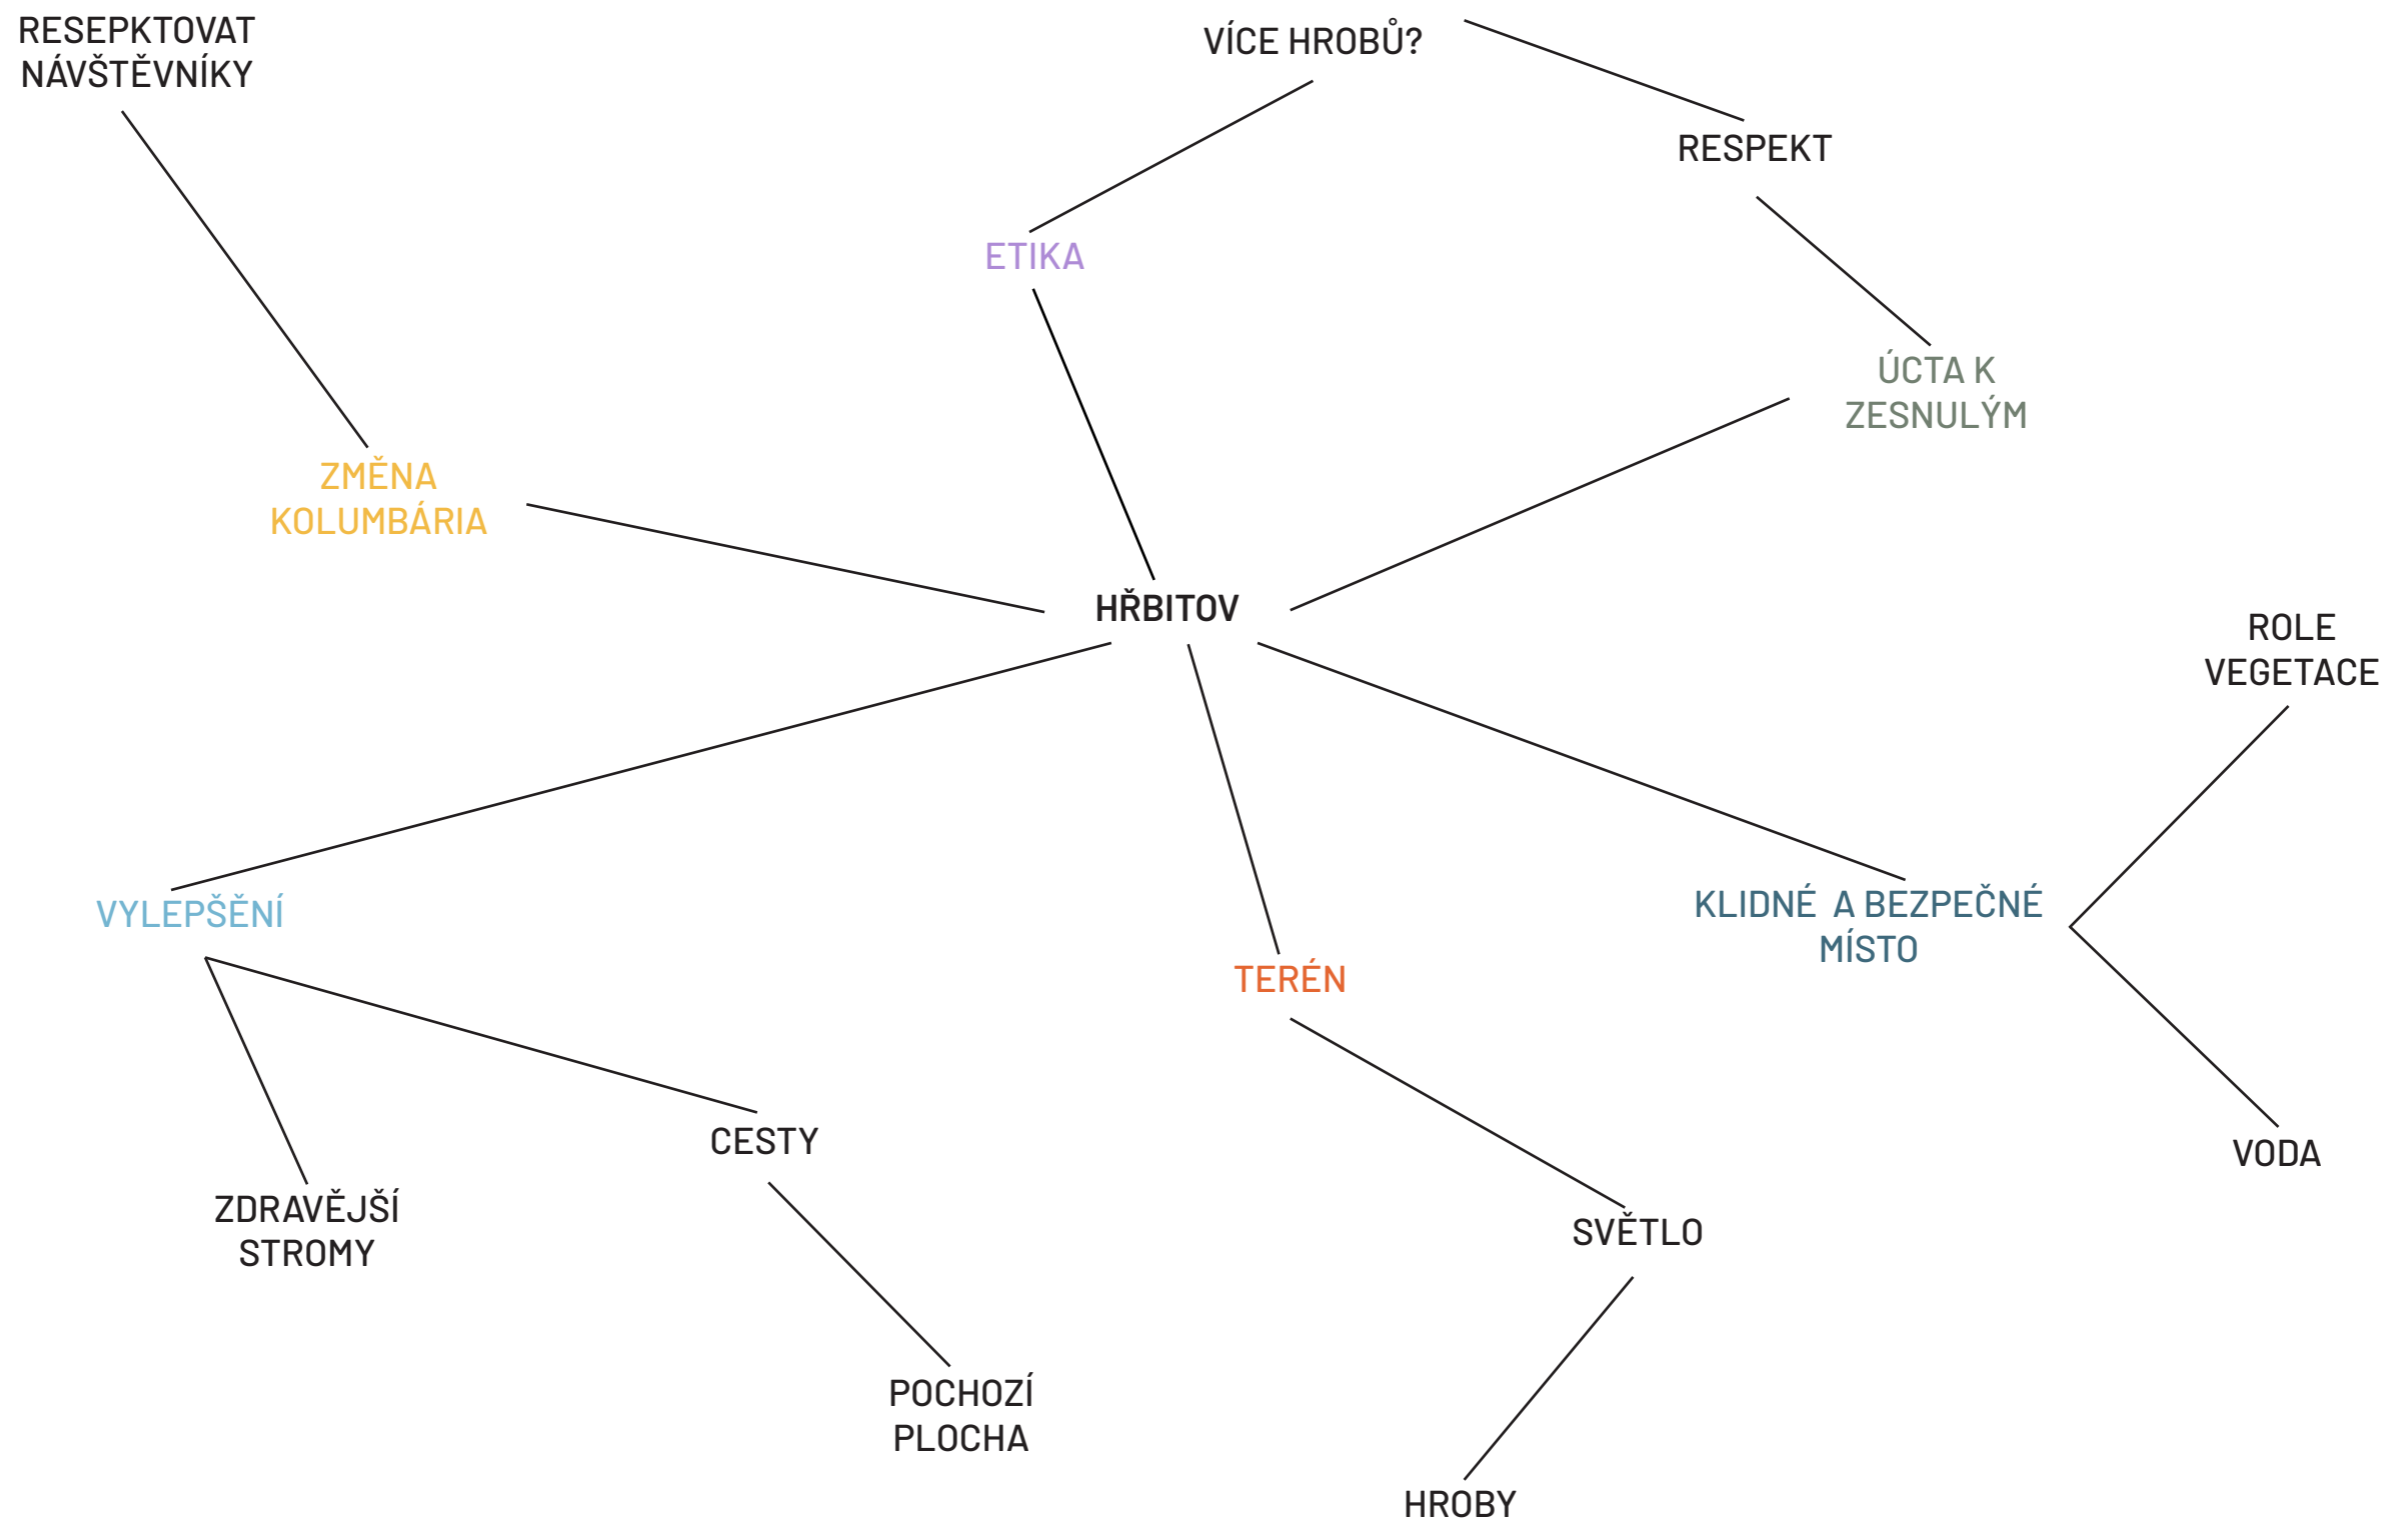 RESEPKTOVAT
NÁVŠTĚVNÍKY
VÍCE HROBŮ?
RESPEKT
ETIKA
ÚCTA K
ZESNULÝM
ZMĚNA
KOLUMBÁRIA
HŘBITOV
ROLE
VEGETACE
VYLEPŠĚNÍ
KLIDNÉ A BEZPEČNÉ
MÍSTO
TERÉN
CESTY
VODA
ZDRAVĚJŠÍ
STROMY
SVĚTLO
POCHOZÍ
PLOCHA
HROBY